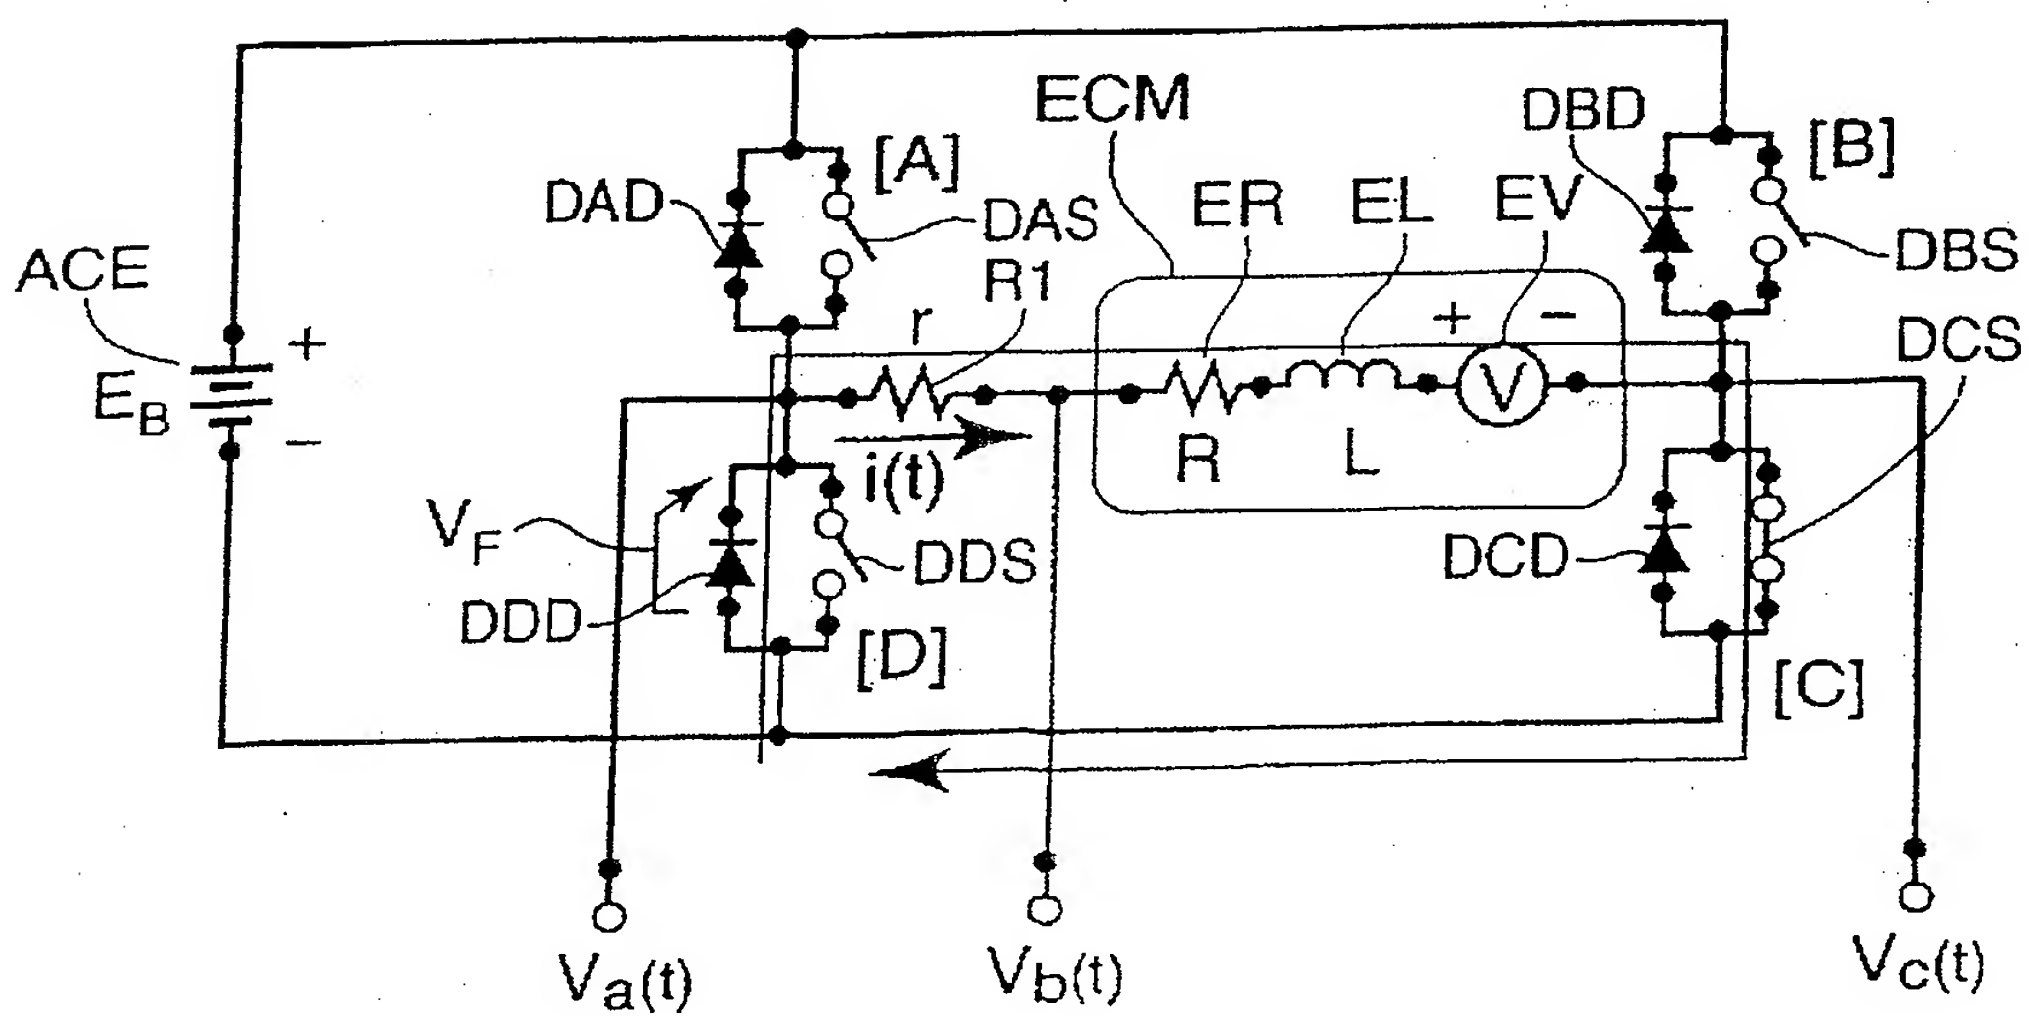 ECM
DBD
[B]
[A]
DAD
DAS
ER
EL
EV
DBS
ACE
R1
r
+
−
DCS
+
E_B
−
V
R
L
i(t)
V_F
DDS
DCD
DDD
[D]
[C]
Va(t)
Vb(t)
Vc(t)